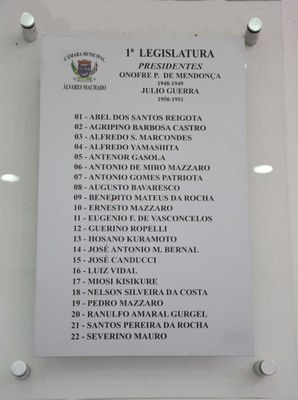 CÂMARA MUNICIPAL
ÁLVARES MACHADO
1ª LEGISLATURA
PRESIDENTES
ONOFRE P. DE MENDONÇA
1948-1949
JULIO GUERRA
1950-1951
01 - ABEL DOS SANTOS REIGOTA
02 - AGRIPINO BARBOSA CASTRO
03 - ALFREDO S. MARCONDES
04 - ALFREDO YAMASHITA
05 - ANTENOR GASOLA
06 - ANTONIO DE MIRO MAZZARO
07 - ANTONIO GOMES PATRIOTA
08 - AUGUSTO BAVARESCO
09 - BENEDITO MATEUS DA ROCHA
10 - ERNESTO MAZZARO
11 - EUGENIO F. DE VASCONCELOS
12 - GUERINO ROPELLI
13 - HOSANO KURAMOTO
14 - JOSÉ ANTONIO M. BERNAL
15 - JOSÉ CANDUCCI
16 - LUIZ VIDAL
17 - MIOSI KISIKURE
18 - NELSON SILVEIRA DA COSTA
19 - PEDRO MAZZARO
20 - RANULFO AMARAL GURGEL
21 - SANTOS PEREIRA DA ROCHA
22 - SEVERINO MAURO